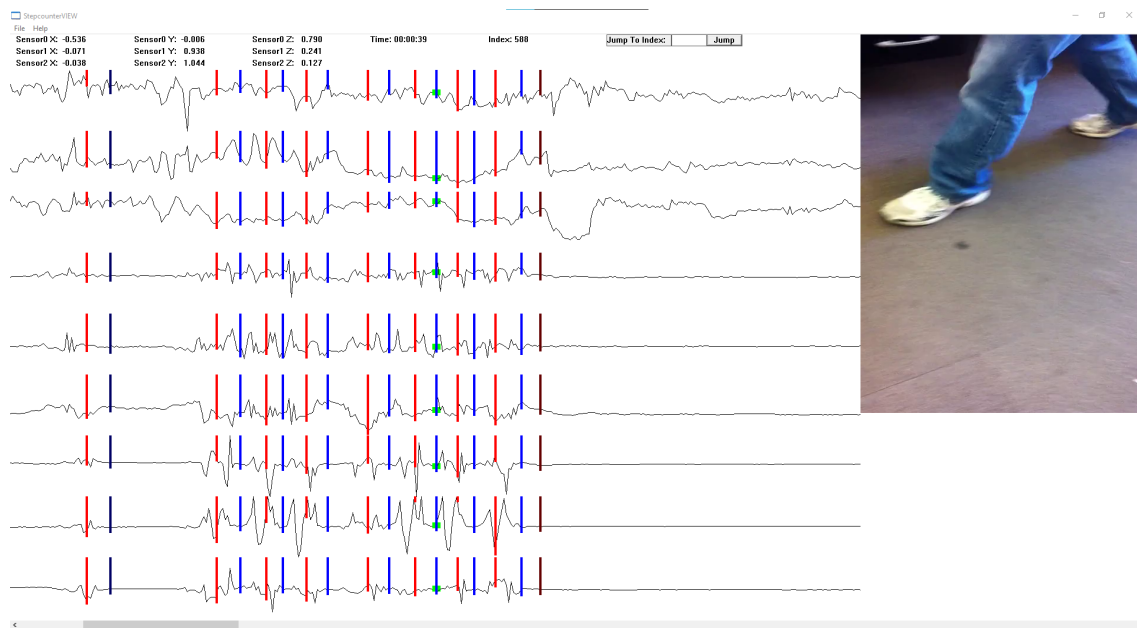 StepcounterVIEW
File Help
Sensor0 X: -0.536 Sensor0 Y: -0.006 Sensor0 Z: 0.790 Time: 00:00:39 Index: 588 Jump To Index: Jump
Sensor1 X: -0.071 Sensor1 Y: 0.938 Sensor1 Z: 0.241
Sensor2 X: -0.038 Sensor2 Y: 1.044 Sensor2 Z: 0.127